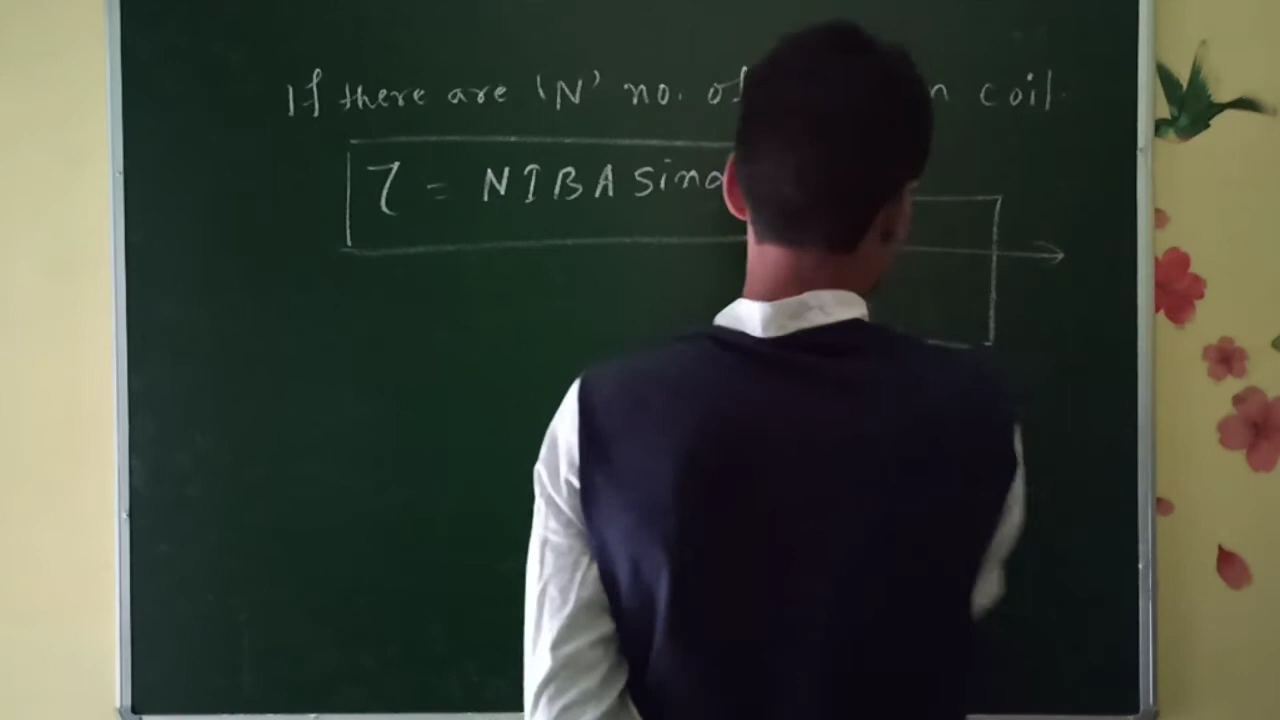 If there are 'N' no. of coil.
τ = NIBA sin